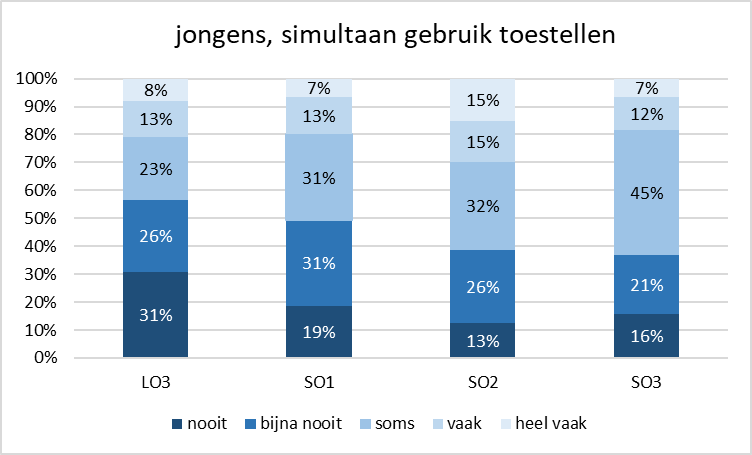 jongens, simultaan gebruik toestellen
100%
90%
80%
70%
60%
50%
40%
30%
20%
10%
0%
8% 7% 15% 7%
13% 13% 15% 12%
23% 31% 32% 45%
26% 31% 26% 21%
31% 19% 13% 16%
LO3 SO1 SO2 SO3
nooit bijna nooit soms vaak heel vaak